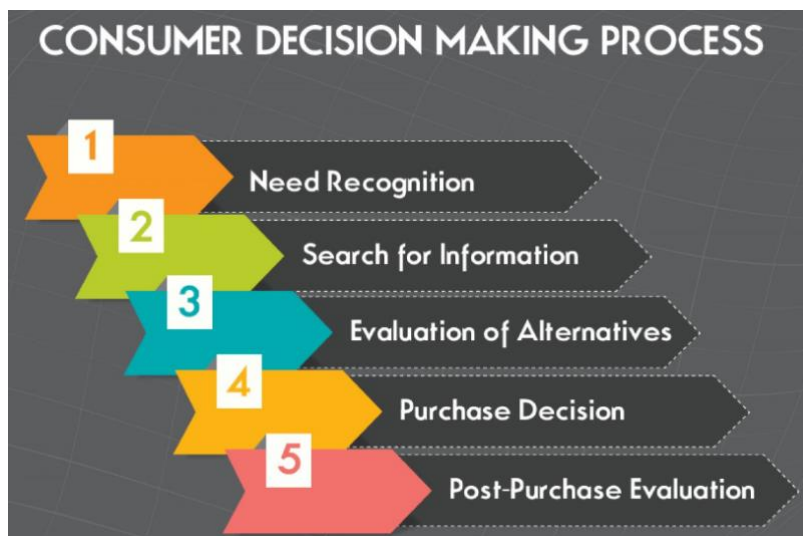 CONSUMER DECISION MAKING PROCESS
1
Need Recognition
2
Search for Information
3
Evaluation of Alternatives
4
Purchase Decision
5
Post-Purchase Evaluation